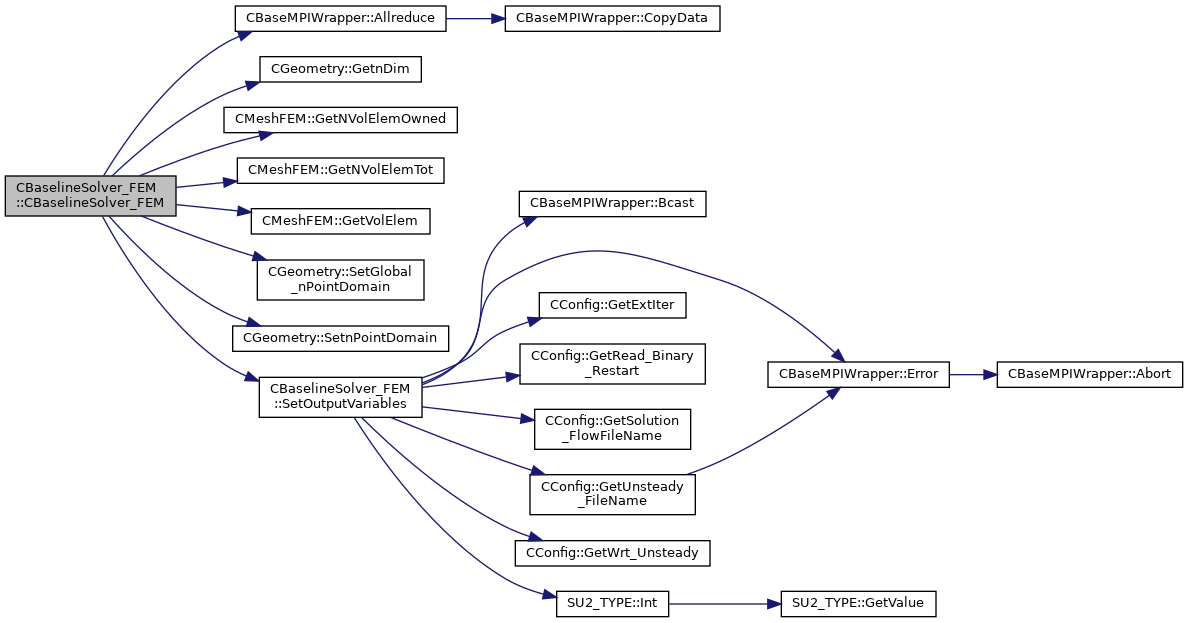 CBaselineSolver_FEM
::CBaselineSolver_FEM
CBaseMPIWrapper::Allreduce
CBaseMPIWrapper::CopyData
CGeometry::GetnDim
CMeshFEM::GetNVolElemOwned
CMeshFEM::GetNVolElemTot
CMeshFEM::GetVolElem
CGeometry::SetGlobal
_nPointDomain
CGeometry::SetnPointDomain
CBaselineSolver_FEM
::SetOutputVariables
CBaseMPIWrapper::Bcast
CConfig::GetExtIter
CConfig::GetRead_Binary
_Restart
CConfig::GetSolution
_FlowFileName
CConfig::GetUnsteady
_FileName
CConfig::GetWrt_Unsteady
SU2_TYPE::Int
CBaseMPIWrapper::Error
CBaseMPIWrapper::Abort
SU2_TYPE::GetValue